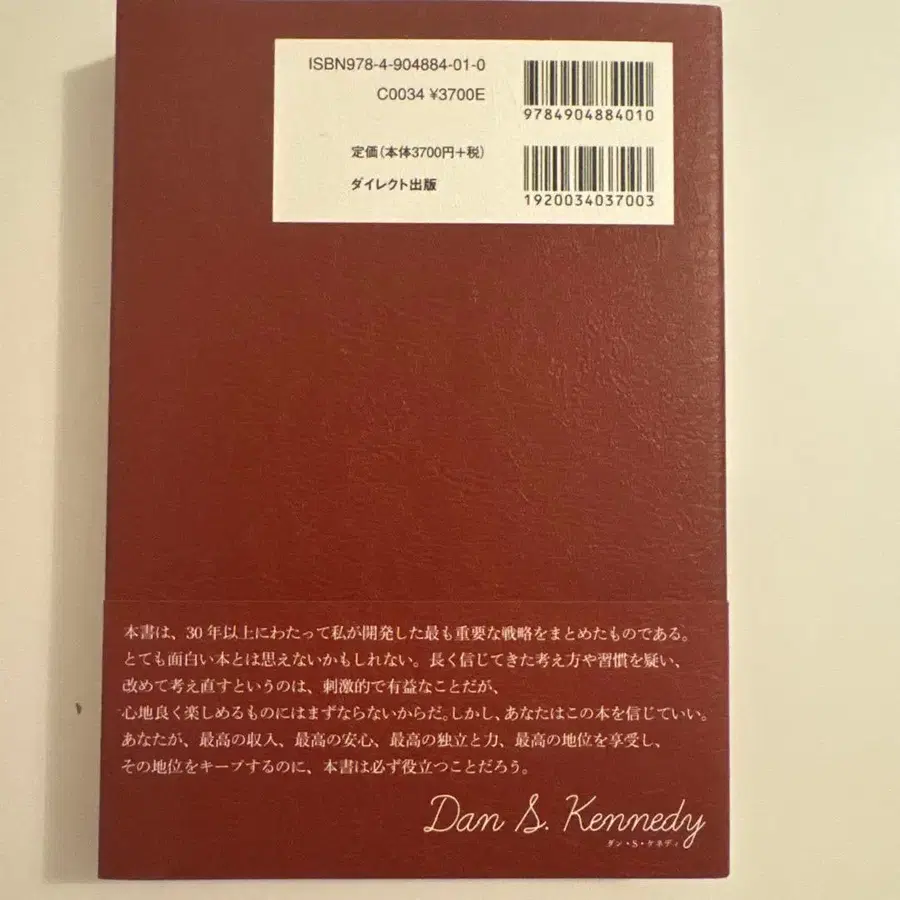 ISBN978-4-904884-01-0
C0034 ¥3700E
9784904884010
定価(本体3700円+税)
ダイレクト出版
1920034037003
本書は、30年以上にわたって私が開発した最も重要な戦略をまとめたものである。
とても面白い本とは思えないかもしれない。長く信じてきた考え方や習慣を疑い、
改めて考え直すというのは、刺激的で有益なことだが、
心地良く楽しめるものにはまずならないからだ。しかし、あなたはこの本を信じていい。
あなたが、最高の収入、最高の安心、最高の独立と力、最高の地位を享受し、
その地位をキープするのに、本書は必ず役立つことだろう。
Dan S. Kennedy
ダン・S・ケネディ